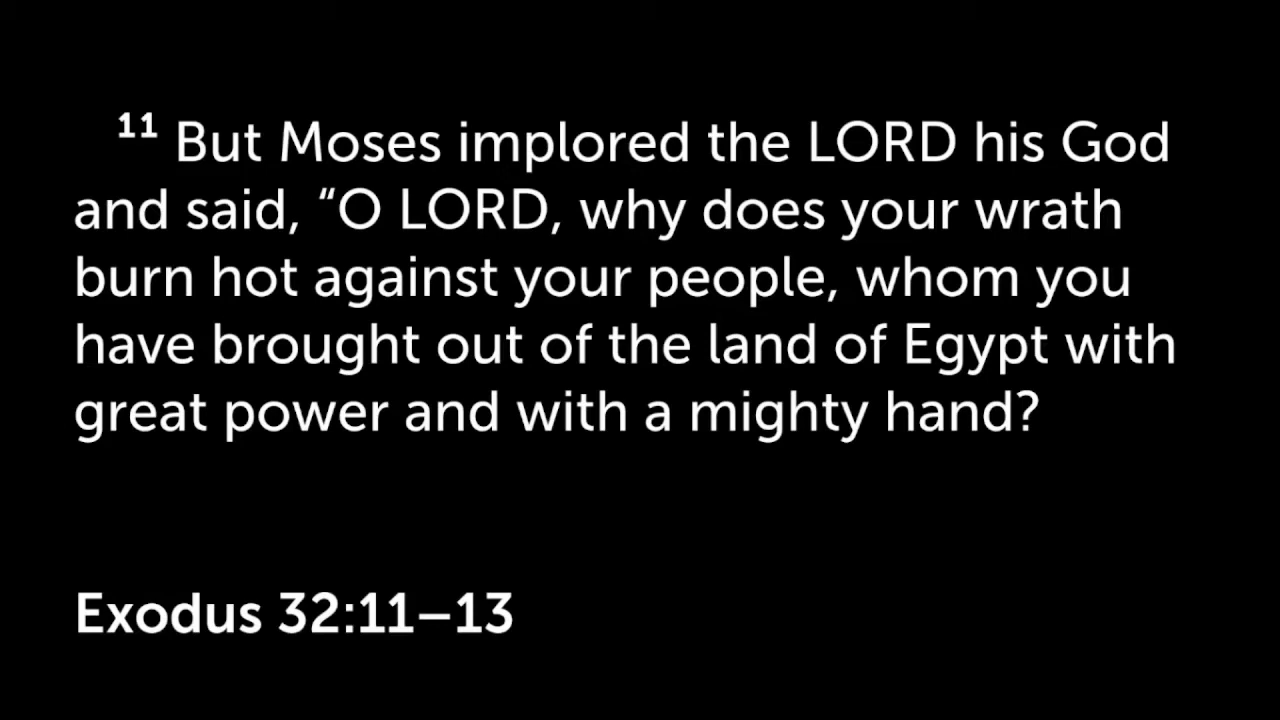 11 But Moses implored the LORD his God
and said, “O LORD, why does your wrath
burn hot against your people, whom you
have brought out of the land of Egypt with
great power and with a mighty hand?
Exodus 32:11–13